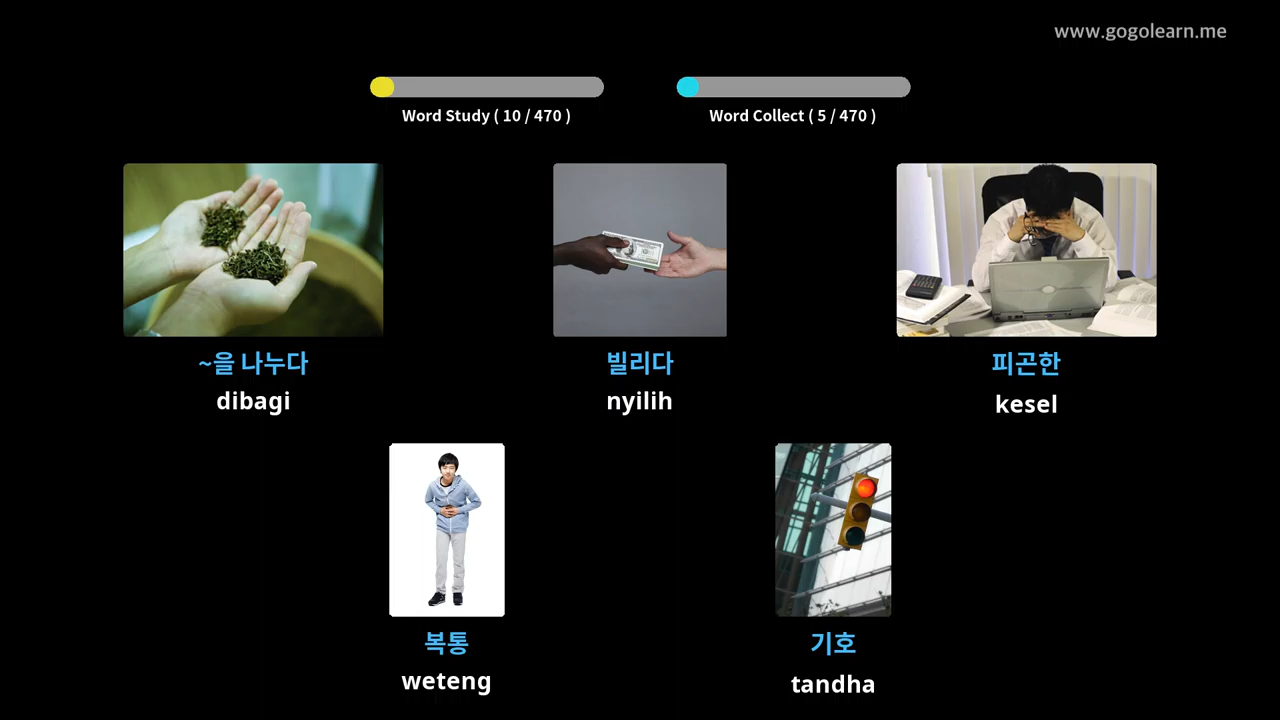 www.gogolearn.me
Word Study ( 10 / 470 )
Word Collect ( 5 / 470 )
~을 나누다
dibagi
빌리다
nyilih
피곤한
kesel
복통
weteng
기호
tandha